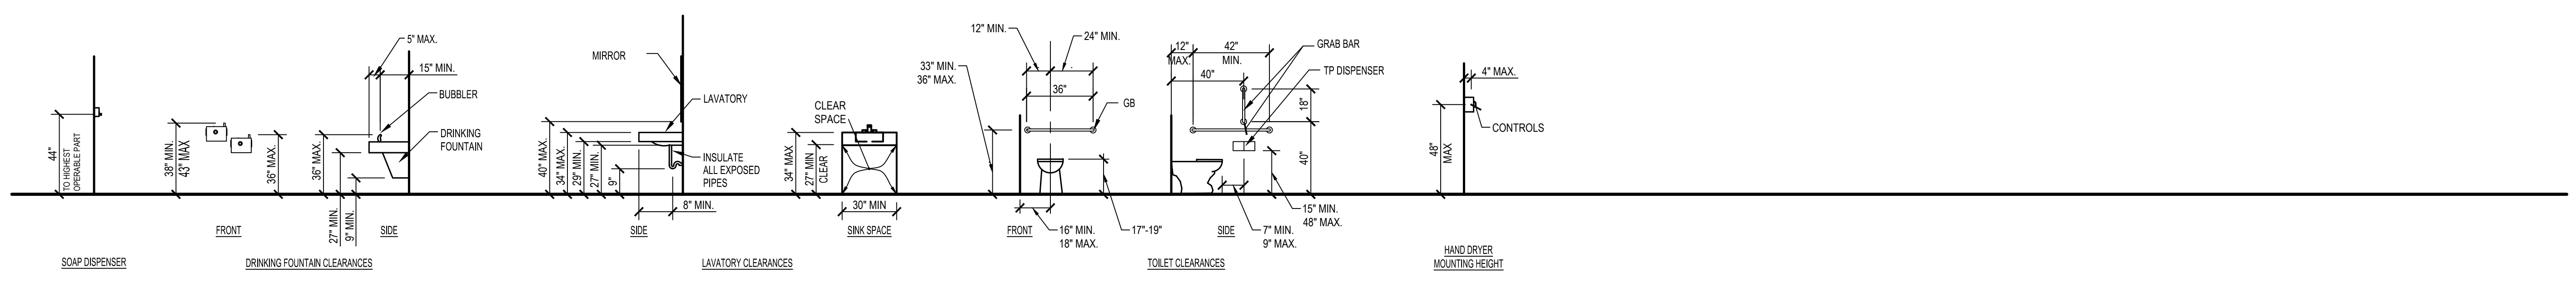 44"
TO HIGHEST
OPERABLE PART
SOAP DISPENSER
38" MIN.
43" MAX
36" MAX.
FRONT
5" MAX.
15" MIN.
BUBBLER
DRINKING
FOUNTAIN
36" MAX.
27" MIN.
9" MIN.
SIDE
DRINKING FOUNTAIN CLEARANCES
MIRROR
LAVATORY
INSULATE
ALL EXPOSED
PIPES
40" MAX.
34" MAX.
29" MIN.
27" MIN.
9"
8" MIN.
SIDE
CLEAR
SPACE
34" MAX
27" MIN
CLEAR
30" MIN
SINK SPACE
LAVATORY CLEARANCES
12" MIN.
24" MIN.
33" MIN.
36" MAX.
36"
GB
16" MIN.
18" MAX.
17"-19"
FRONT
12"
MAX.
42"
MIN.
40"
GRAB BAR
TP DISPENSER
18"
40"
15" MIN.
48" MAX.
7" MIN.
9" MAX.
SIDE
TOILET CLEARANCES
4" MAX.
48"
MAX
CONTROLS
HAND DRYER
MOUNTING HEIGHT